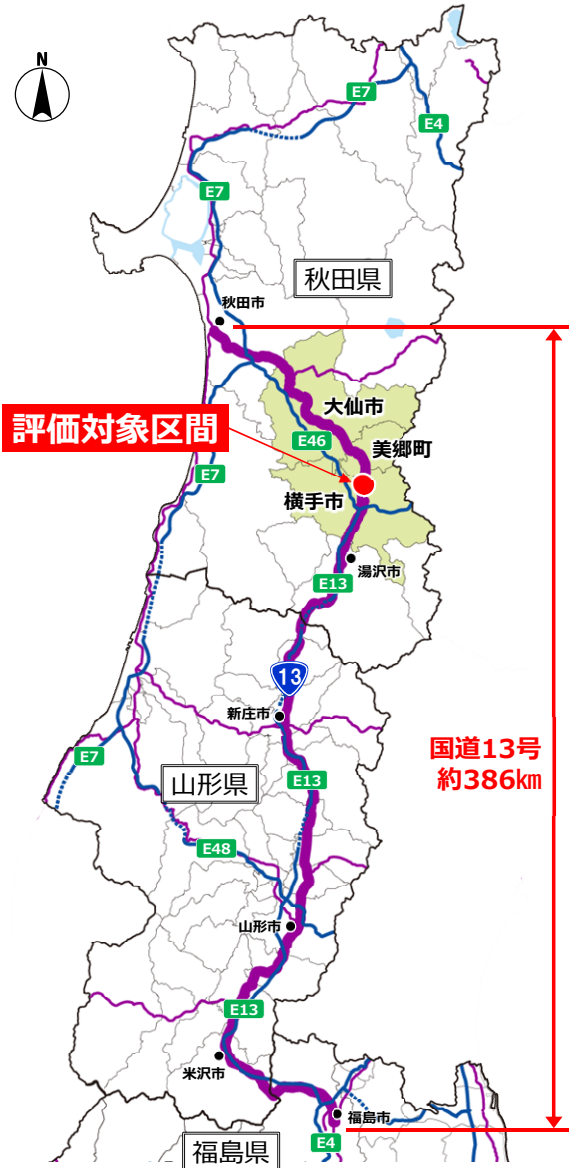 N
E7
E4
E7
秋田県
秋田市
大仙市
評価対象区間
E46
美郷町
E7
横手市
湯沢市
E13
13
新庄市
国道13号
約386km
E7
山形県
E13
E48
山形市
E13
米沢市
福島市
E4
福島県